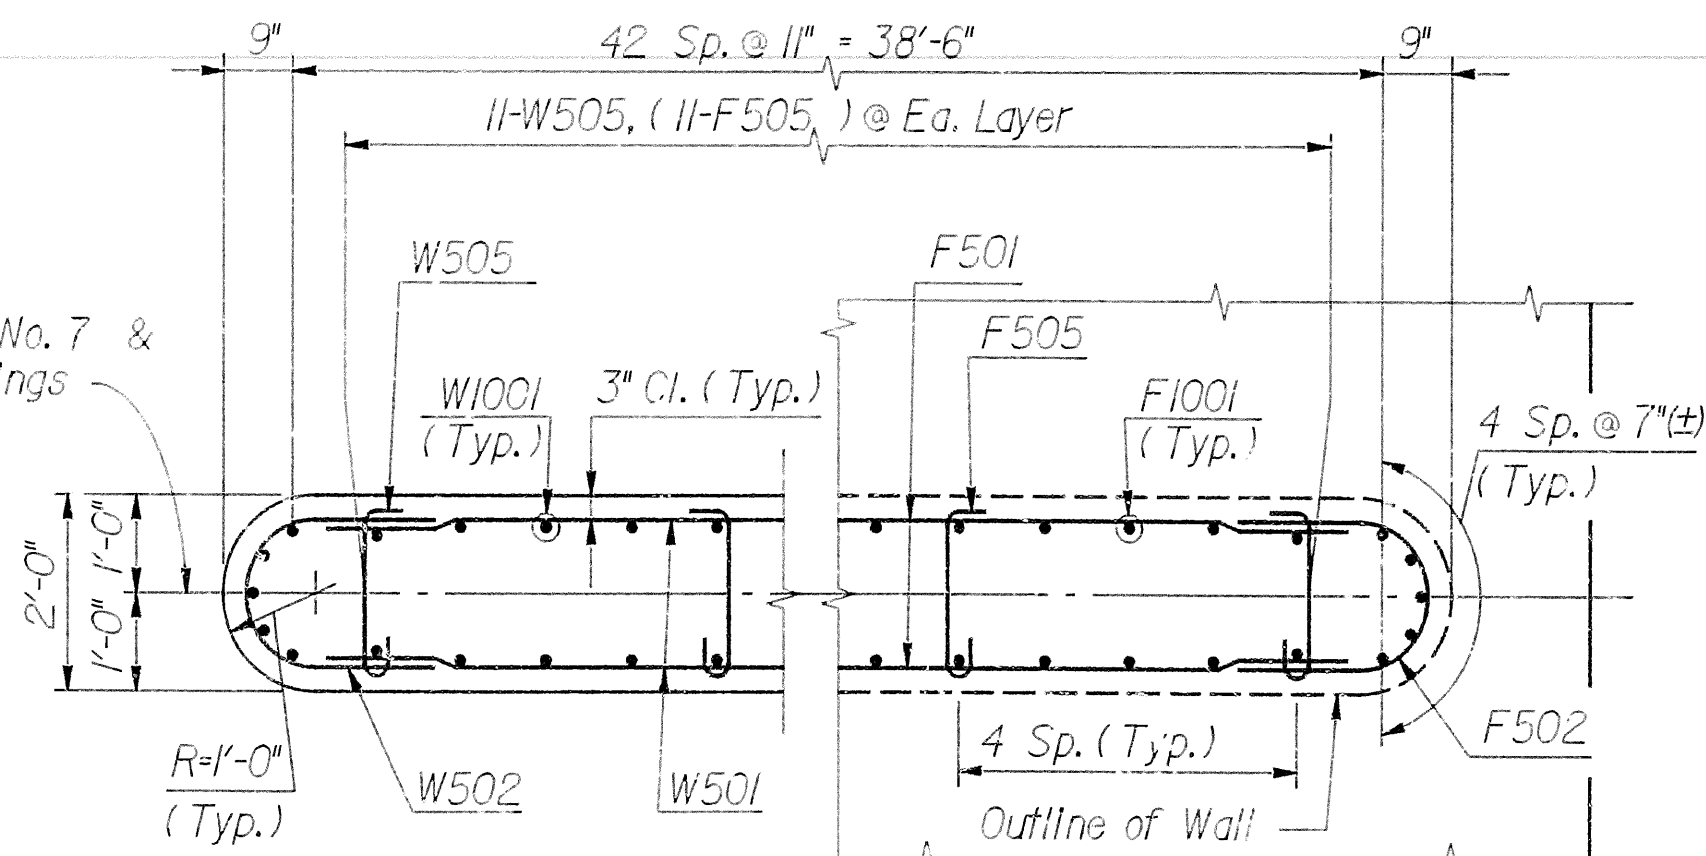 9" 42 Sp. @ 11" = 38'-6" 9"
11-W505, ( 11-F505 ) @ Ea. Layer
W505
F501
F505
No. 7 &
ings
W1001
( Typ. )
3" Cl. ( Typ. )
F1001
( Typ. )
4 Sp. @ 7"(±)
( Typ. )
2'-0"
1'-0"
1'-0"
R=1'-0"
( Typ. )
W502
W501
4 Sp. ( Typ. )
F502
Outline of Wall